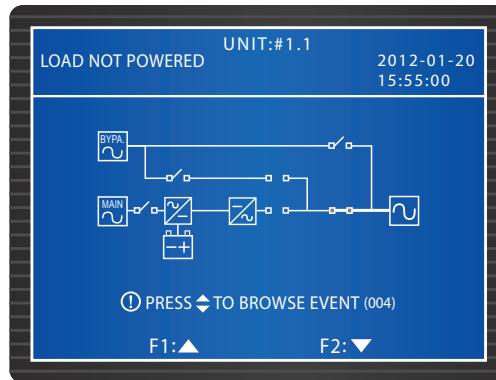 UNIT:#1.1
LOAD NOT POWERED
2012-01-20
15:55:00
BYPA.
MAIN
PRESS TO BROWSE EVENT (004)
F1:
F2: